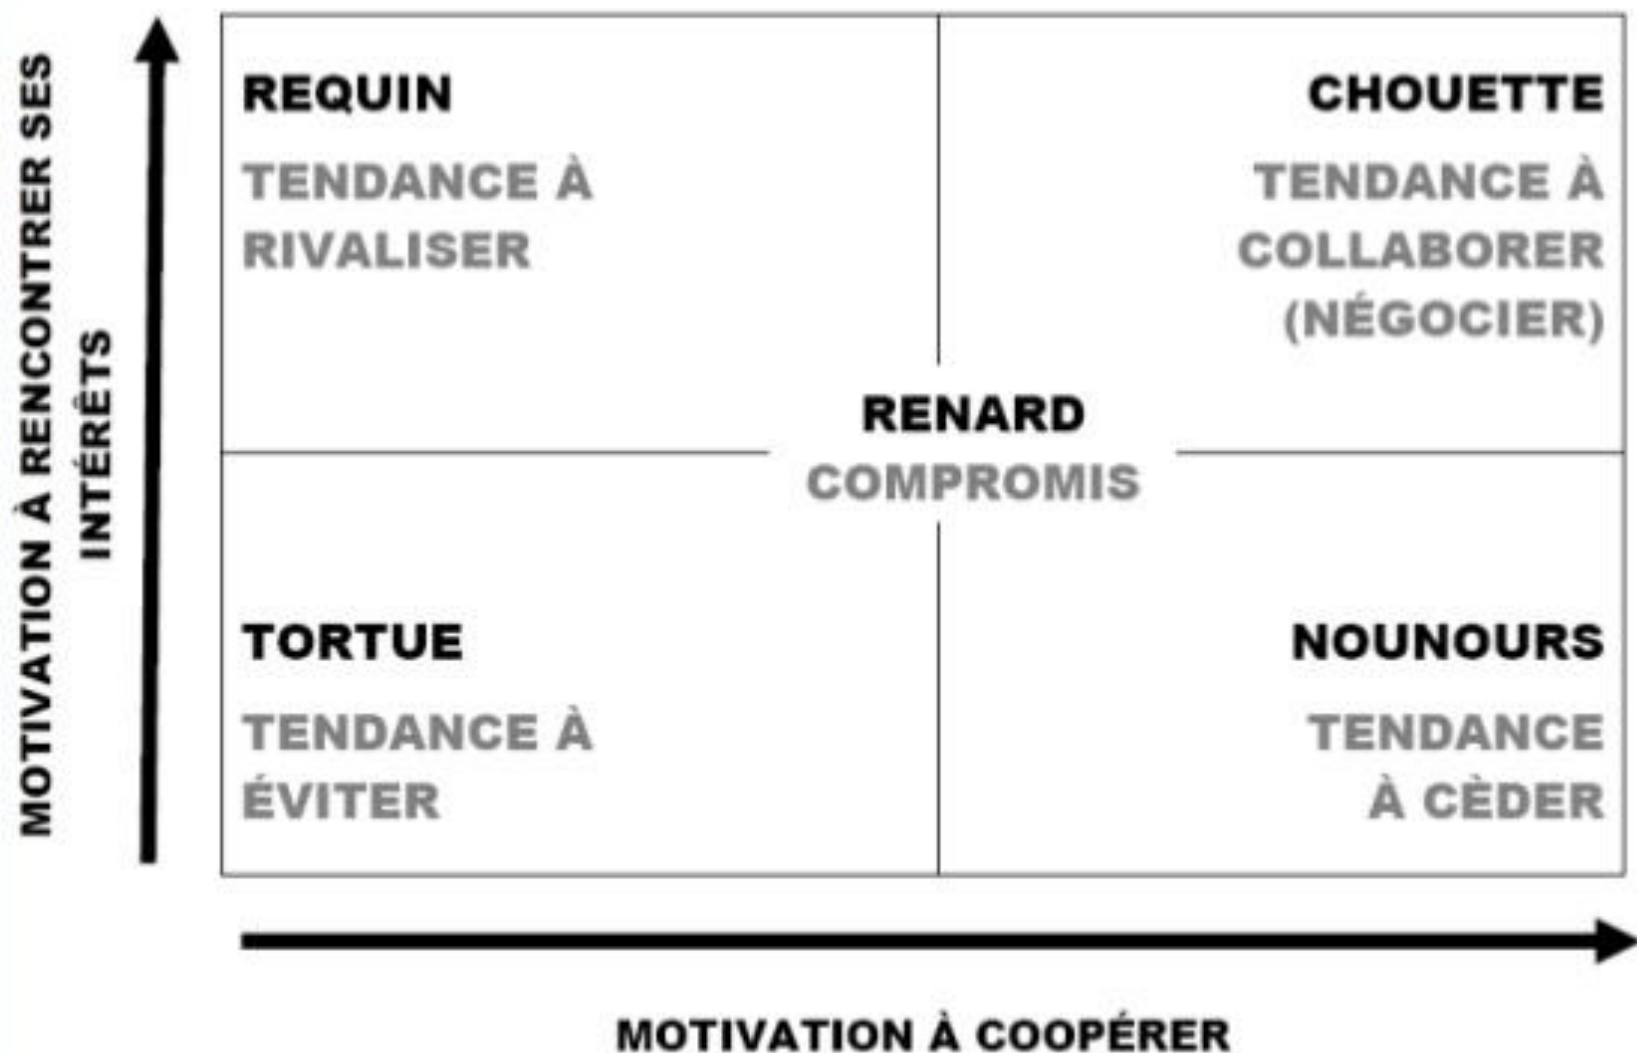 MOTIVATION À RENCONTRER SES
INTÉRÊTS
REQUIN
TENDANCE À
RIVALISER
CHOUETTE
TENDANCE À
COLLABORER
(NÉGOCIER)
RENARD
COMPROMIS
TORTUE
TENDANCE À
ÉVITER
NOUNOURS
TENDANCE
À CÈDER
MOTIVATION À COOPÉRER